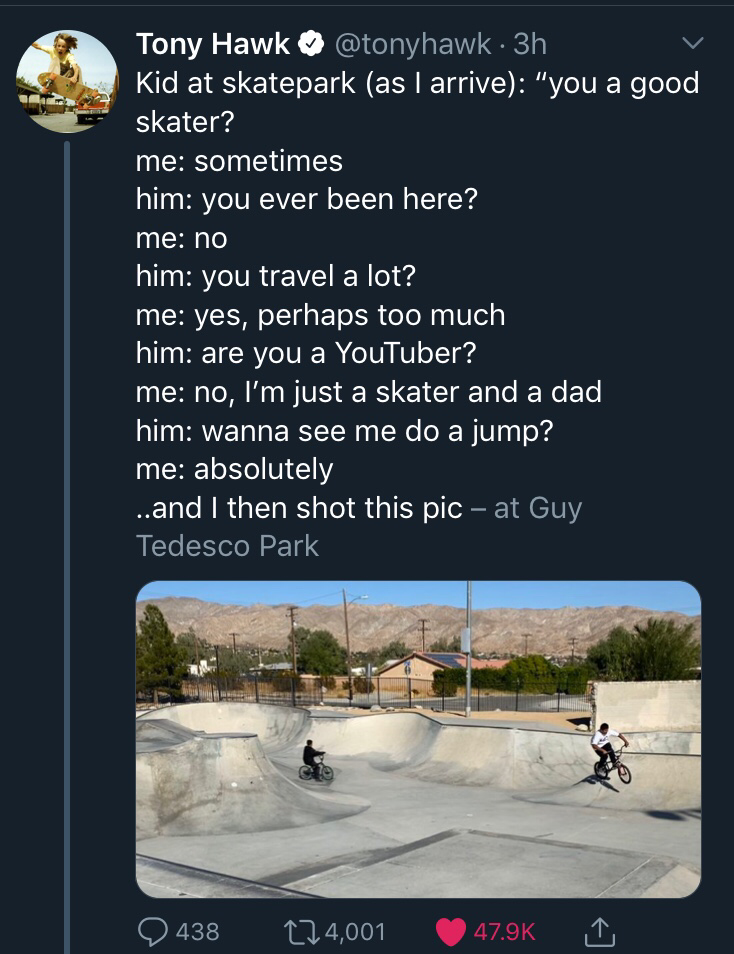 Tony Hawk @tonyhawk · 3h
Kid at skatepark (as I arrive): “you a good
skater?
me: sometimes
him: you ever been here?
me: no
him: you travel a lot?
me: yes, perhaps too much
him: are you a YouTuber?
me: no, I’m just a skater and a dad
him: wanna see me do a jump?
me: absolutely
..and I then shot this pic – at Guy
Tedesco Park
438 4,001 47.9K